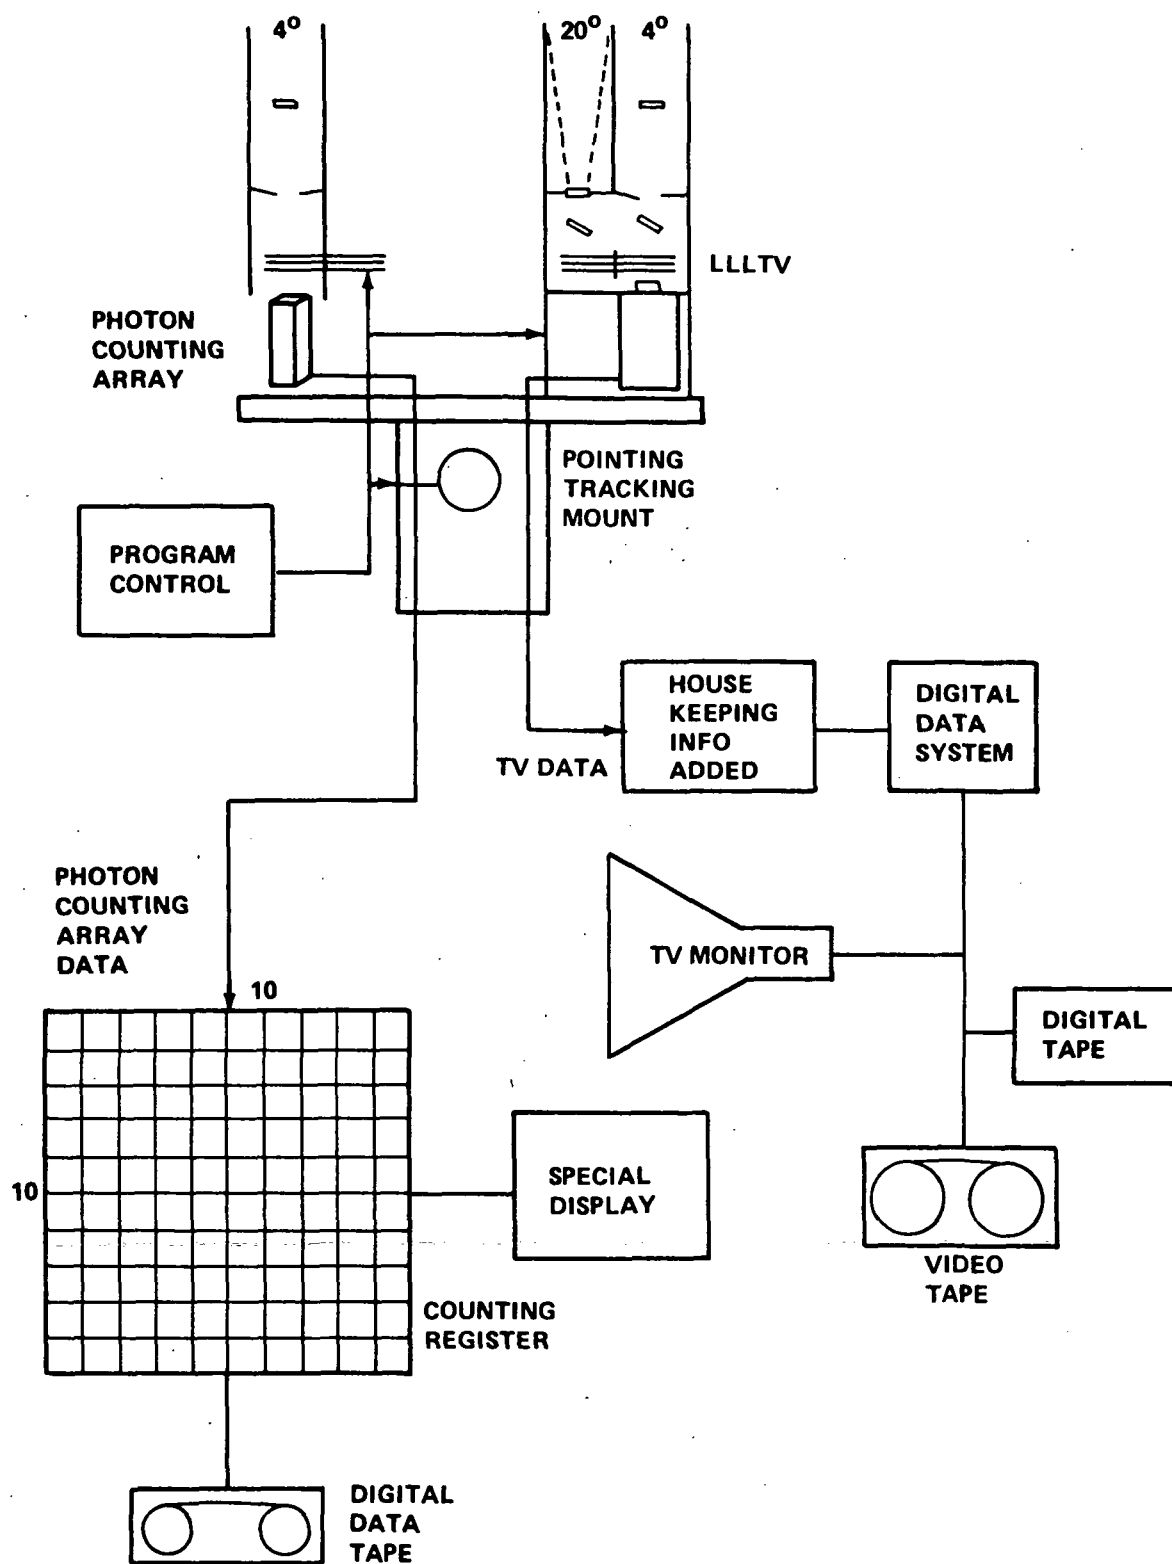 4° 20° 4°
LLLTV
PHOTON
COUNTING
ARRAY
POINTING
TRACKING
MOUNT
PROGRAM
CONTROL
HOUSE
KEEPING
INFO
ADDED
DIGITAL
DATA
SYSTEM
TV DATA
PHOTON
COUNTING
ARRAY
DATA
TV MONITOR
10
DIGITAL
TAPE
10
SPECIAL
DISPLAY
VIDEO
TAPE
COUNTING
REGISTER
DIGITAL
DATA
TAPE